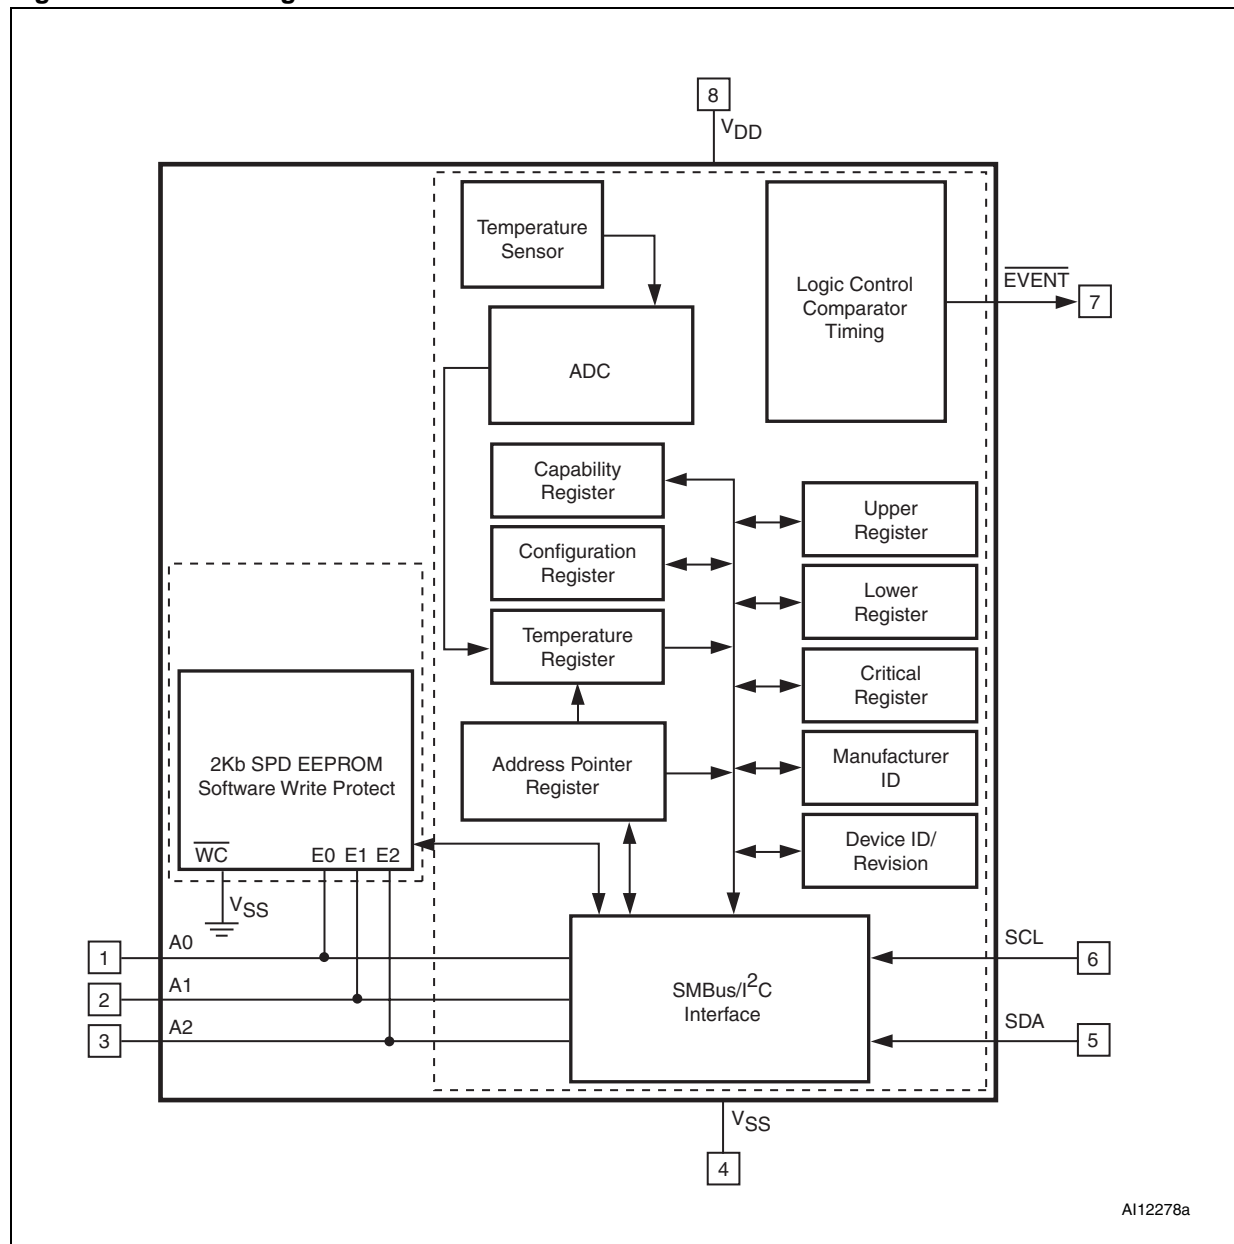 8
VDD
Temperature
Sensor
Logic Control
Comparator
Timing
EVENT
7
ADC
Capability
Register
Upper
Register
Configuration
Register
Lower
Register
Temperature
Register
Critical
Register
2Kb SPD EEPROM
Software Write Protect
Address Pointer
Register
Manufacturer
ID
WC E0 E1 E2
Device ID/
Revision
VSS
1 A0
SCL 6
2 A1
SMBus/I2C
Interface
3 A2
SDA 5
VSS
4
AI12278a